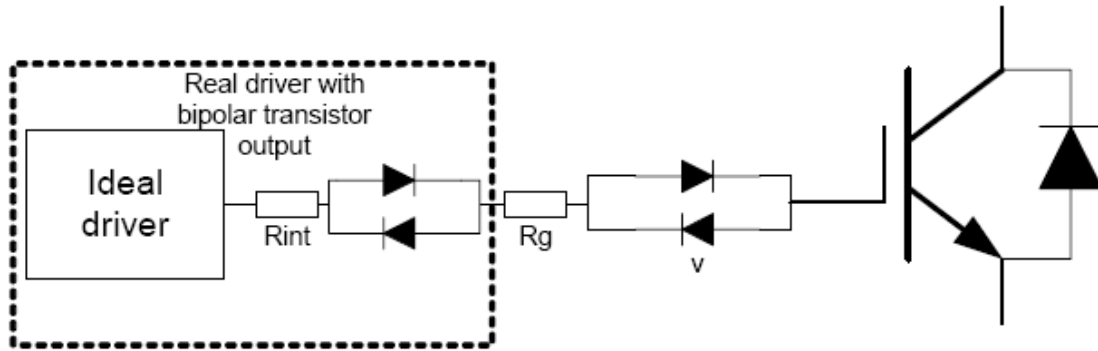 Real driver with
bipolar transistor
output
Ideal
driver
Rint
Rg
v